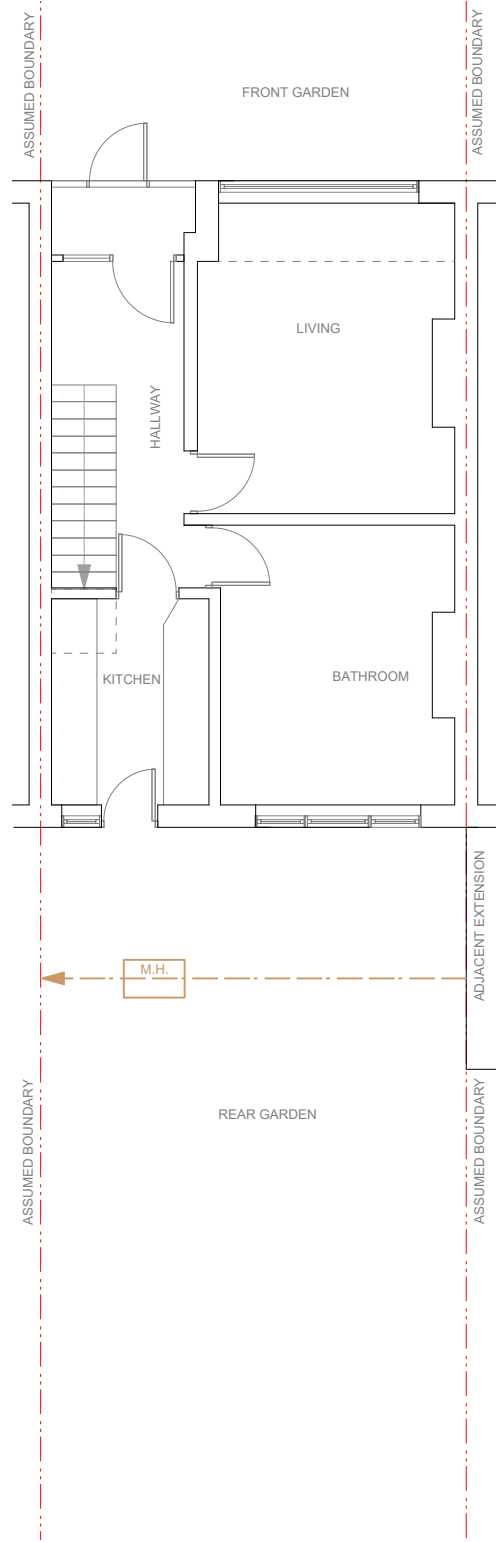 ASSUMED BOUNDARY
ASSUMED BOUNDARY
FRONT GARDEN
LIVING
HALLWAY
KITCHEN
BATHROOM
ADJACENT EXTENSION
M.H.
REAR GARDEN
ASSUMED BOUNDARY
ASSUMED BOUNDARY